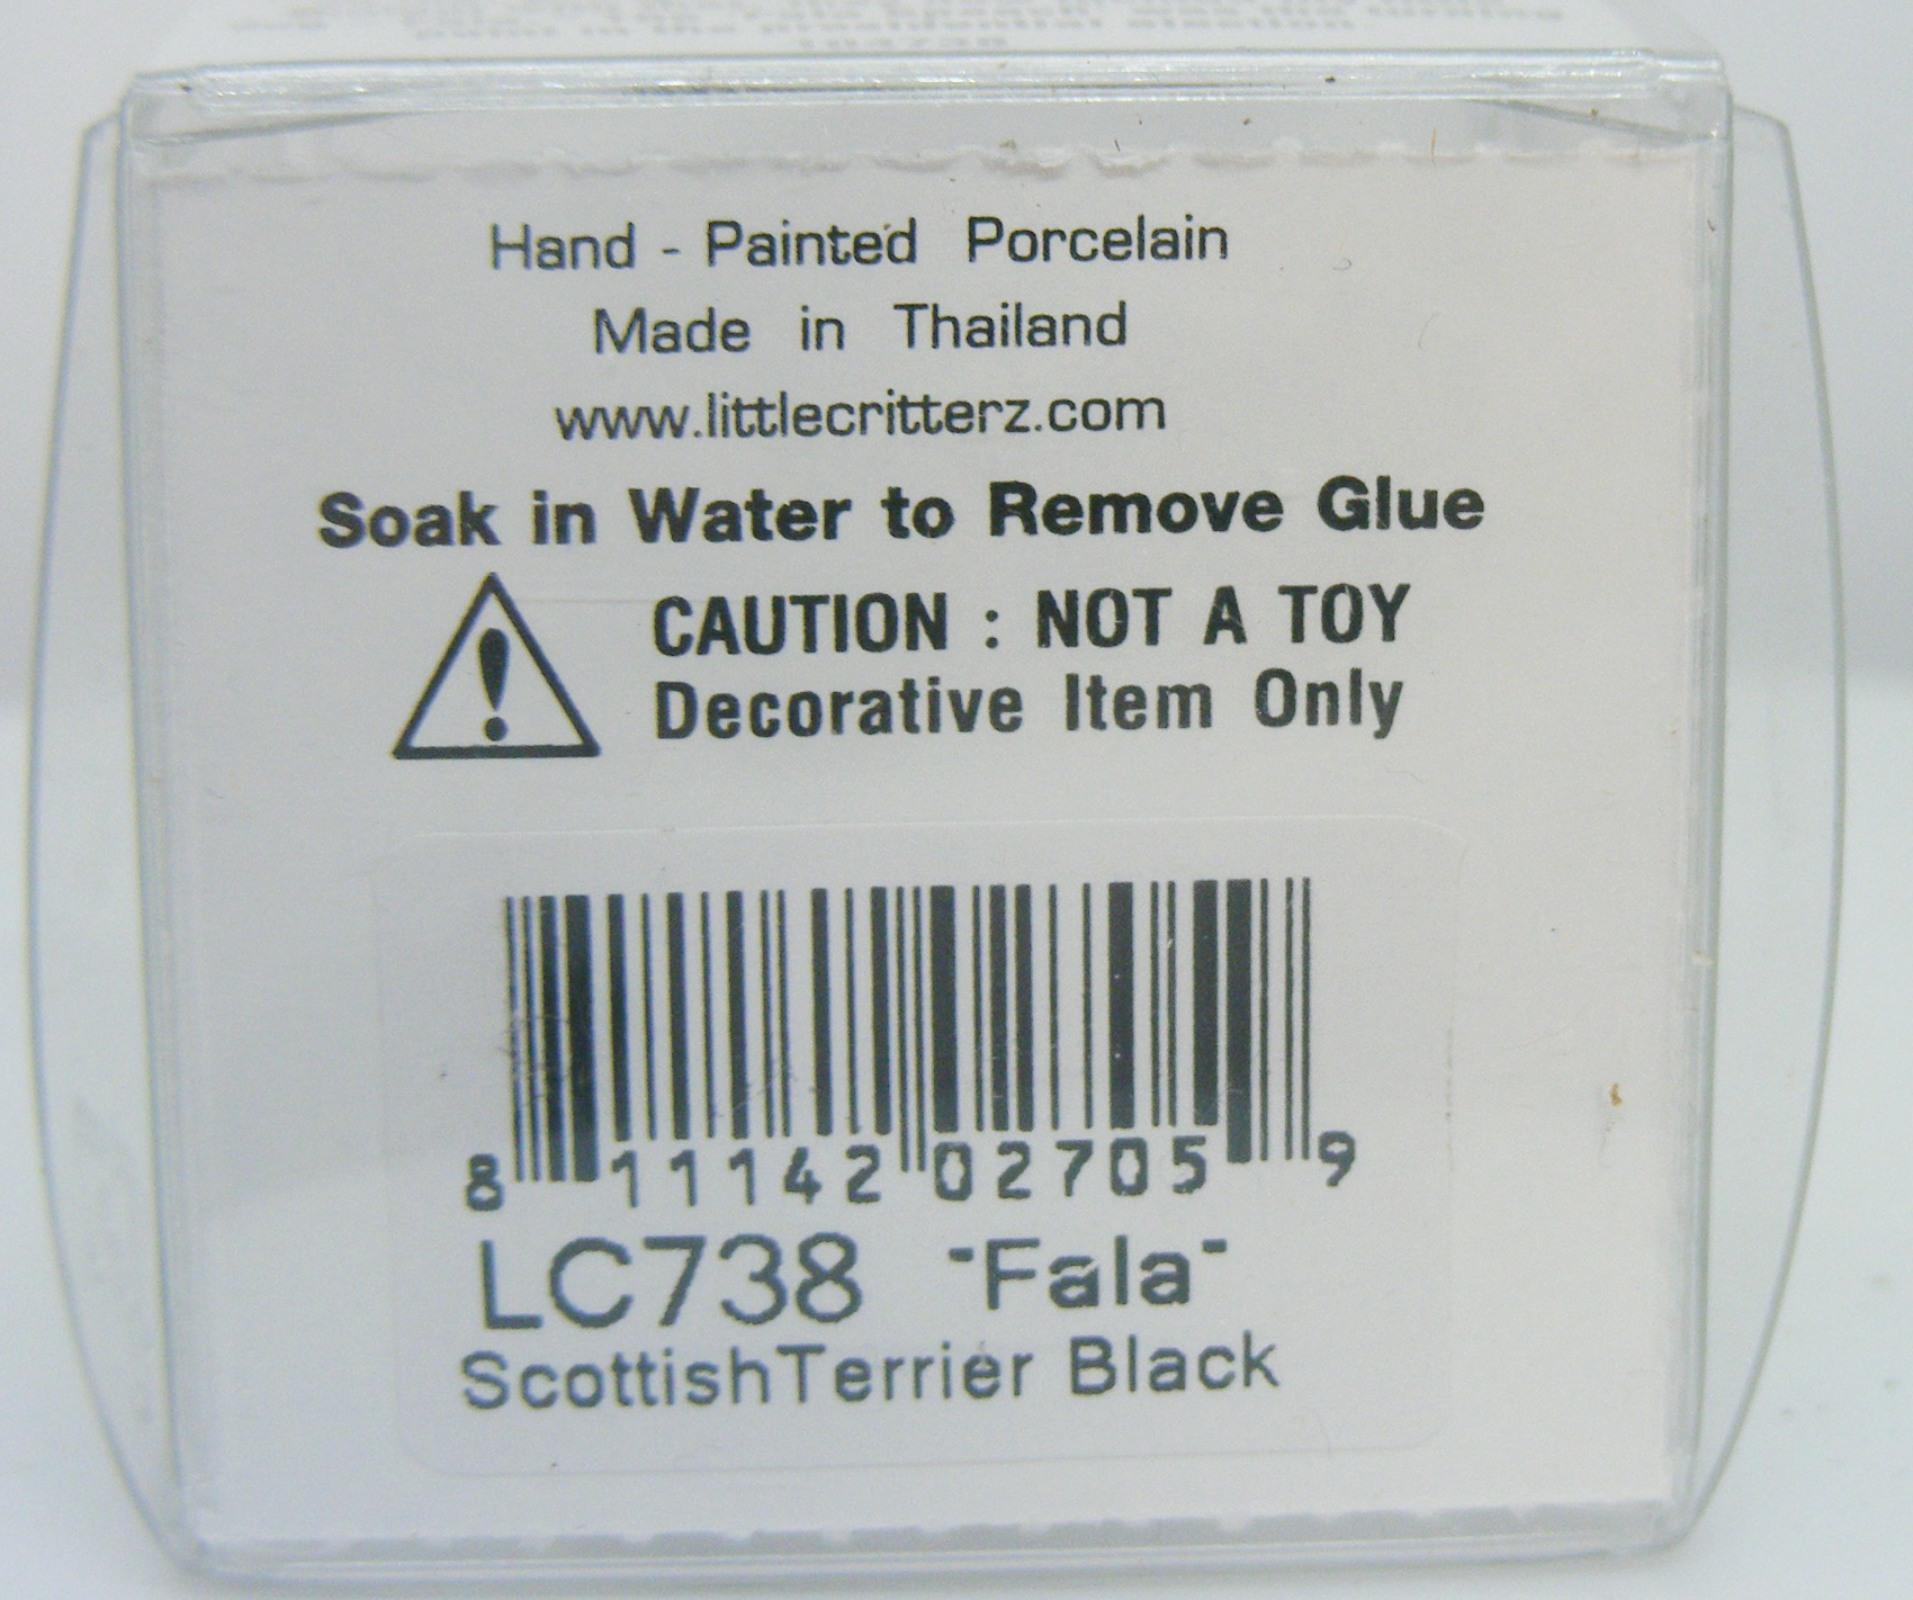 Hand - Painted Porcelain
Made in Thailand
www.littlecritterz.com
Soak in Water to Remove Glue
CAUTION : NOT A TOY
Decorative Item Only
8 11142 02705 9
LC738 "Fala"
ScottishTerrier Black